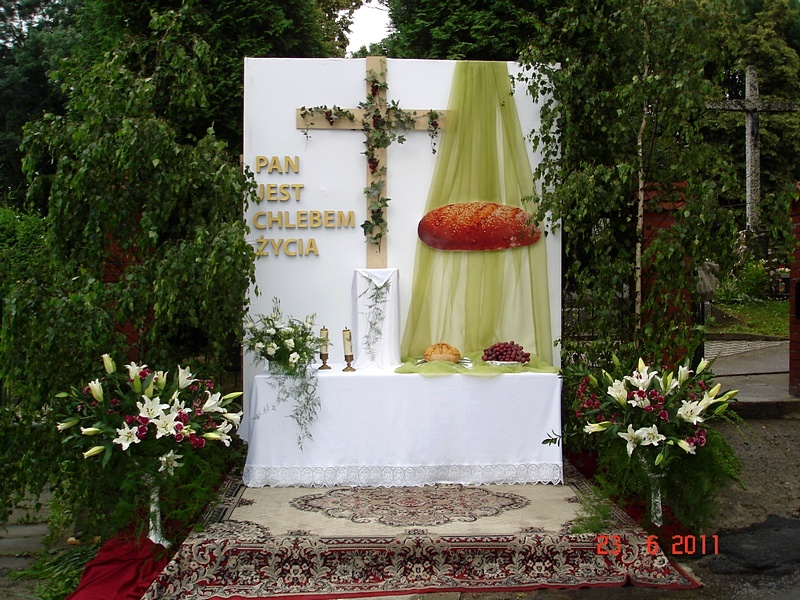 PAN
JEST
CHLEBEM
ŻYCIA
23. 6.2011